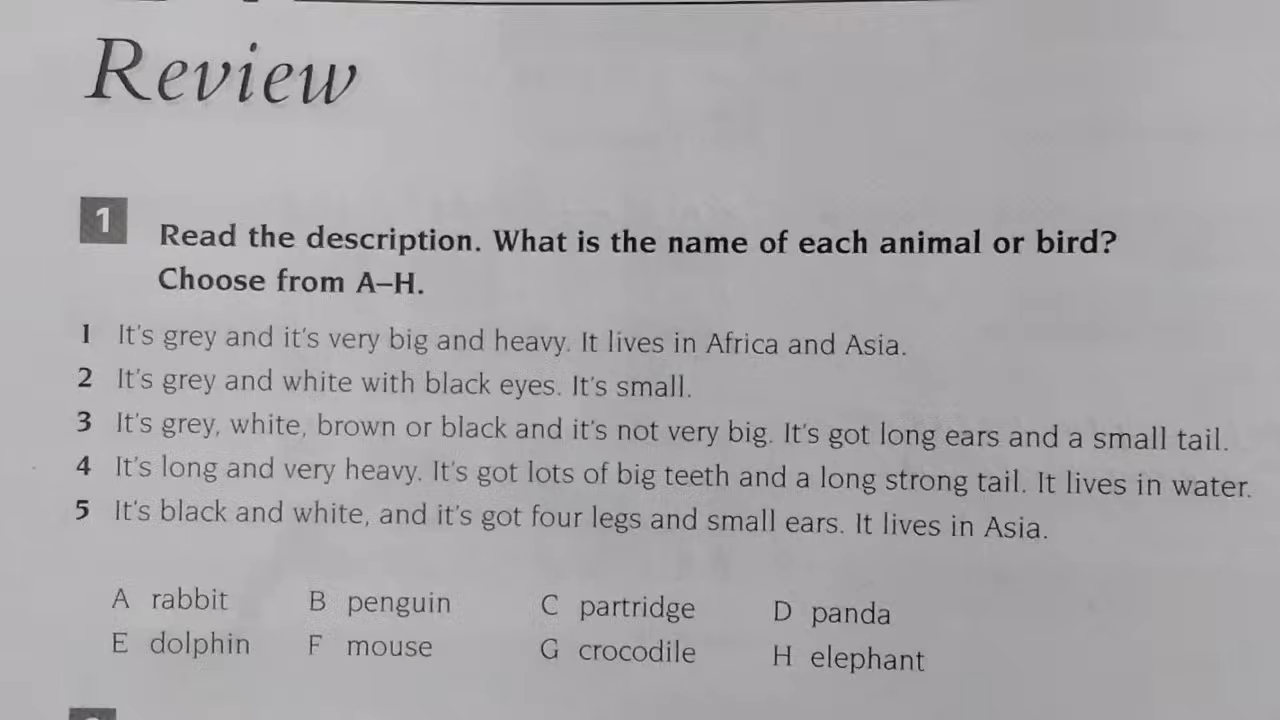 Review
1
Read the description. What is the name of each animal or bird?
Choose from A–H.
1 It's grey and it's very big and heavy. It lives in Africa and Asia.
2 It's grey and white with black eyes. It's small.
3 It's grey, white, brown or black and it's not very big. It's got long ears and a small tail.
4 It's long and very heavy. It's got lots of big teeth and a long strong tail. It lives in water.
5 It's black and white, and it's got four legs and small ears. It lives in Asia.
A rabbit B penguin C partridge D panda
E dolphin F mouse G crocodile H elephant